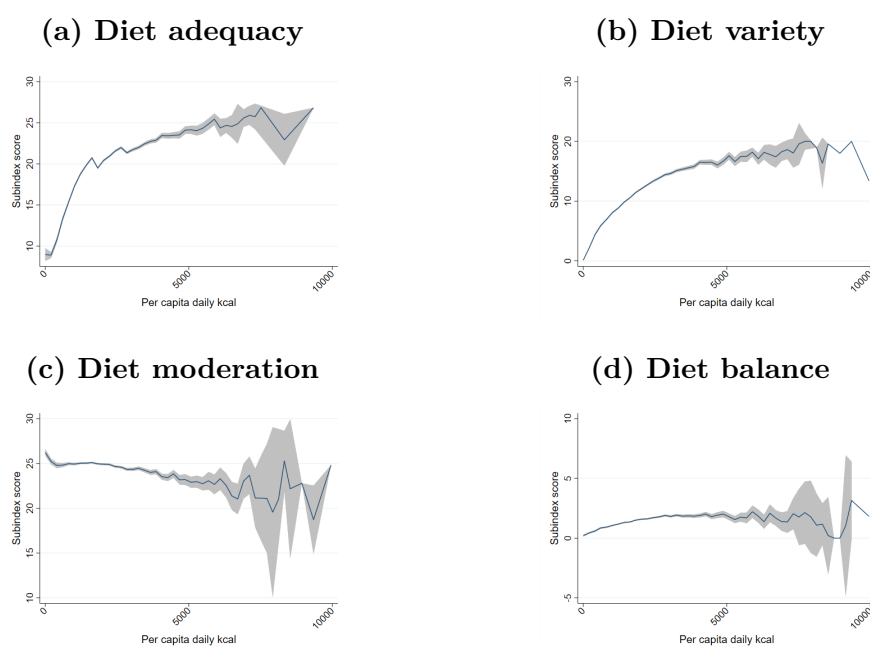 (a) Diet adequacy
Subindex score
30
25
20
15
10
0
5000
10000
Per capita daily kcal
(b) Diet variety
Subindex score
30
20
10
0
0
5000
10000
Per capita daily kcal
(c) Diet moderation
Subindex score
30
25
20
15
10
0
5000
10000
Per capita daily kcal
(d) Diet balance
Subindex score
10
5
0
-5
0
5000
10000
Per capita daily kcal